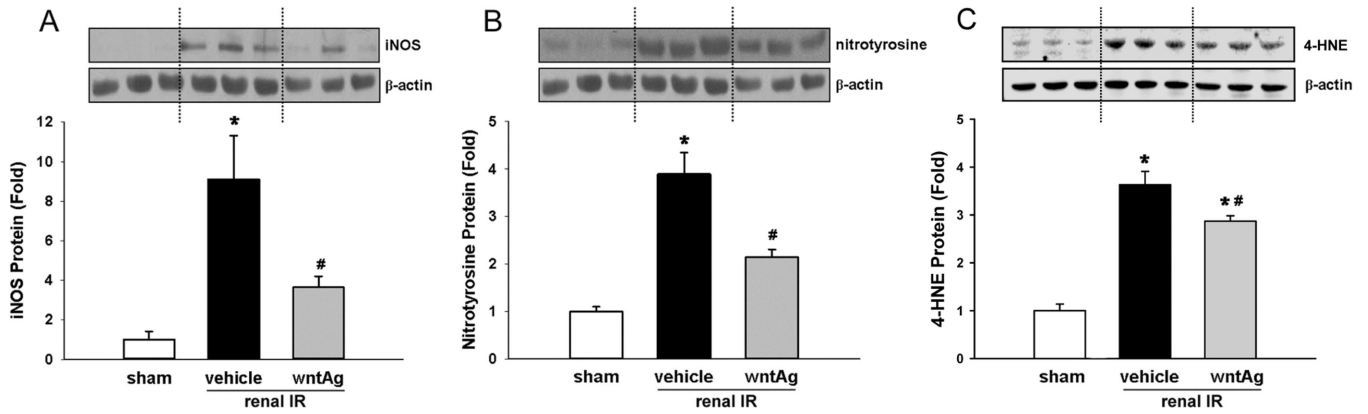 A
iNOS
β-actin
iNOS Protein (Fold)
12
10
8
6
4
2
0
*
#
sham vehicle wntAg
renal IR
B
nitrotyrosine
β-actin
Nitrotyrosine Protein (Fold)
5
4
3
2
1
0
*
#
sham vehicle wntAg
renal IR
C
4-HNE
β-actin
4-HNE Protein (Fold)
5
4
3
2
1
0
*
*#
sham vehicle wntAg
renal IR